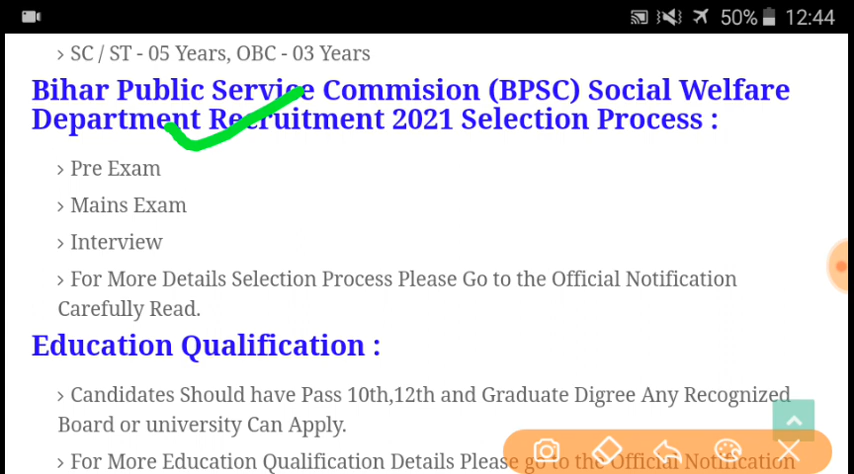 50% 12:44
> SC / ST - 05 Years, OBC - 03 Years
Bihar Public Service Commision (BPSC) Social Welfare
Department Recruitment 2021 Selection Process :
> Pre Exam
> Mains Exam
> Interview
> For More Details Selection Process Please Go to the Official Notification
Carefully Read.
Education Qualification :
> Candidates Should have Pass 10th,12th and Graduate Digree Any Recognized
Board or university Can Apply.
> For More Education Qualification Details Please go to the Official Notification